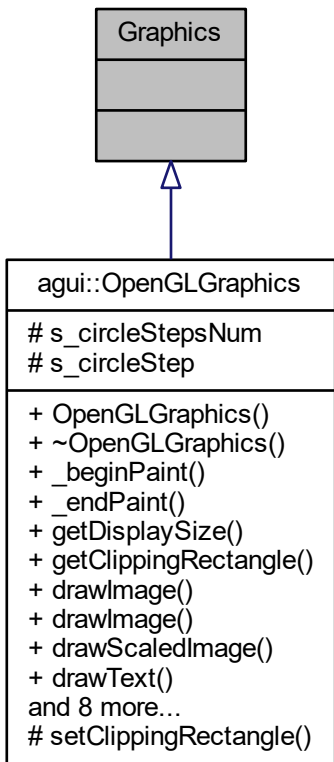 Graphics
agui::OpenGLGraphics
# s_circleStepsNum
# s_circleStep
+ OpenGLGraphics()
+ ~OpenGLGraphics()
+ _beginPaint()
+ _endPaint()
+ getDisplaySize()
+ getClippingRectangle()
+ drawImage()
+ drawImage()
+ drawScaledImage()
+ drawText()
and 8 more...
# setClippingRectangle()